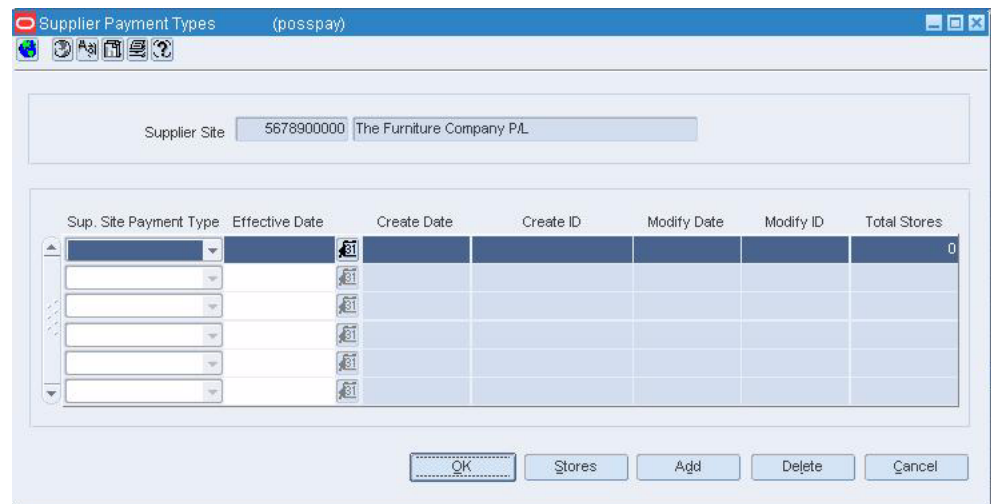 Supplier Payment Types (posspay)
Supplier Site 5678900000 The Furniture Company P/L
Sup. Site Payment Type Effective Date Create Date Create ID Modify Date Modify ID Total Stores
0
OK Stores Add Delete Cancel